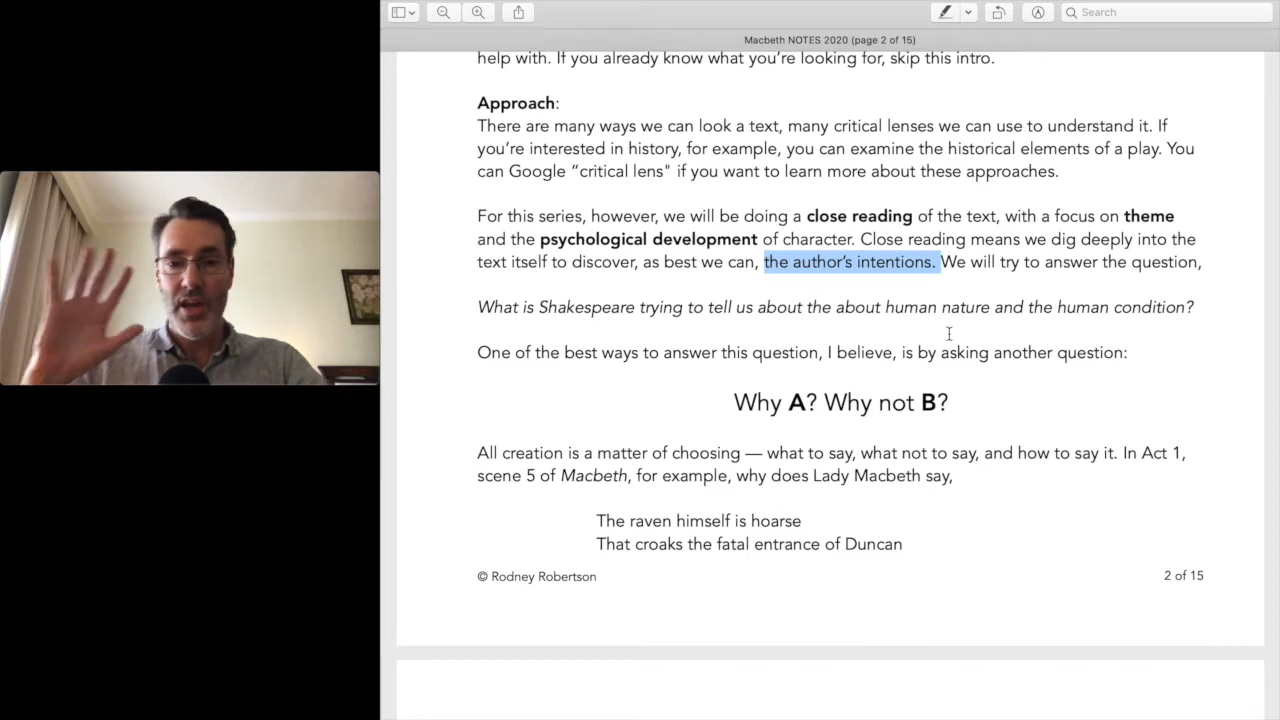 Search
Macbeth NOTES 2020 (page 2 of 15)
help with. If you already know what you're looking for, skip this intro.
Approach:
There are many ways we can look a text, many critical lenses we can use to understand it. If
you're interested in history, for example, you can examine the historical elements of a play. You
can Google “critical lens" if you want to learn more about these approaches.
For this series, however, we will be doing a close reading of the text, with a focus on theme
and the psychological development of character. Close reading means we dig deeply into the
text itself to discover, as best we can, the author's intentions. We will try to answer the question,
What is Shakespeare trying to tell us about the about human nature and the human condition?
One of the best ways to answer this question, I believe, is by asking another question:
Why A? Why not B?
All creation is a matter of choosing — what to say, what not to say, and how to say it. In Act 1,
scene 5 of Macbeth, for example, why does Lady Macbeth say,
The raven himself is hoarse
That croaks the fatal entrance of Duncan
© Rodney Robertson
2 of 15